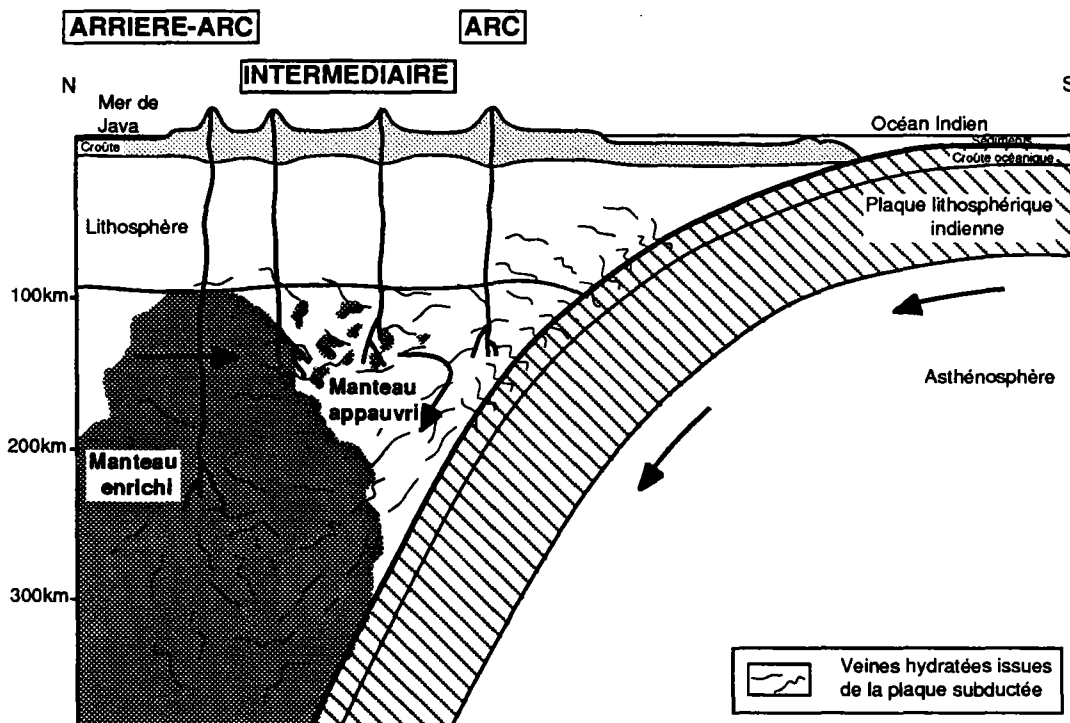 ARRIERE-ARC
ARC
INTERMEDIAIRE
N
S
Mer de
Java
Océan Indien
Croûte
Sédiments
Croûte océanique
Plaque lithosphérique
indienne
Lithosphère
100km
Asthénosphère
Manteau
appauvri
200km
Manteau
enrichi
300km
Veines hydratées issues
de la plaque subductée